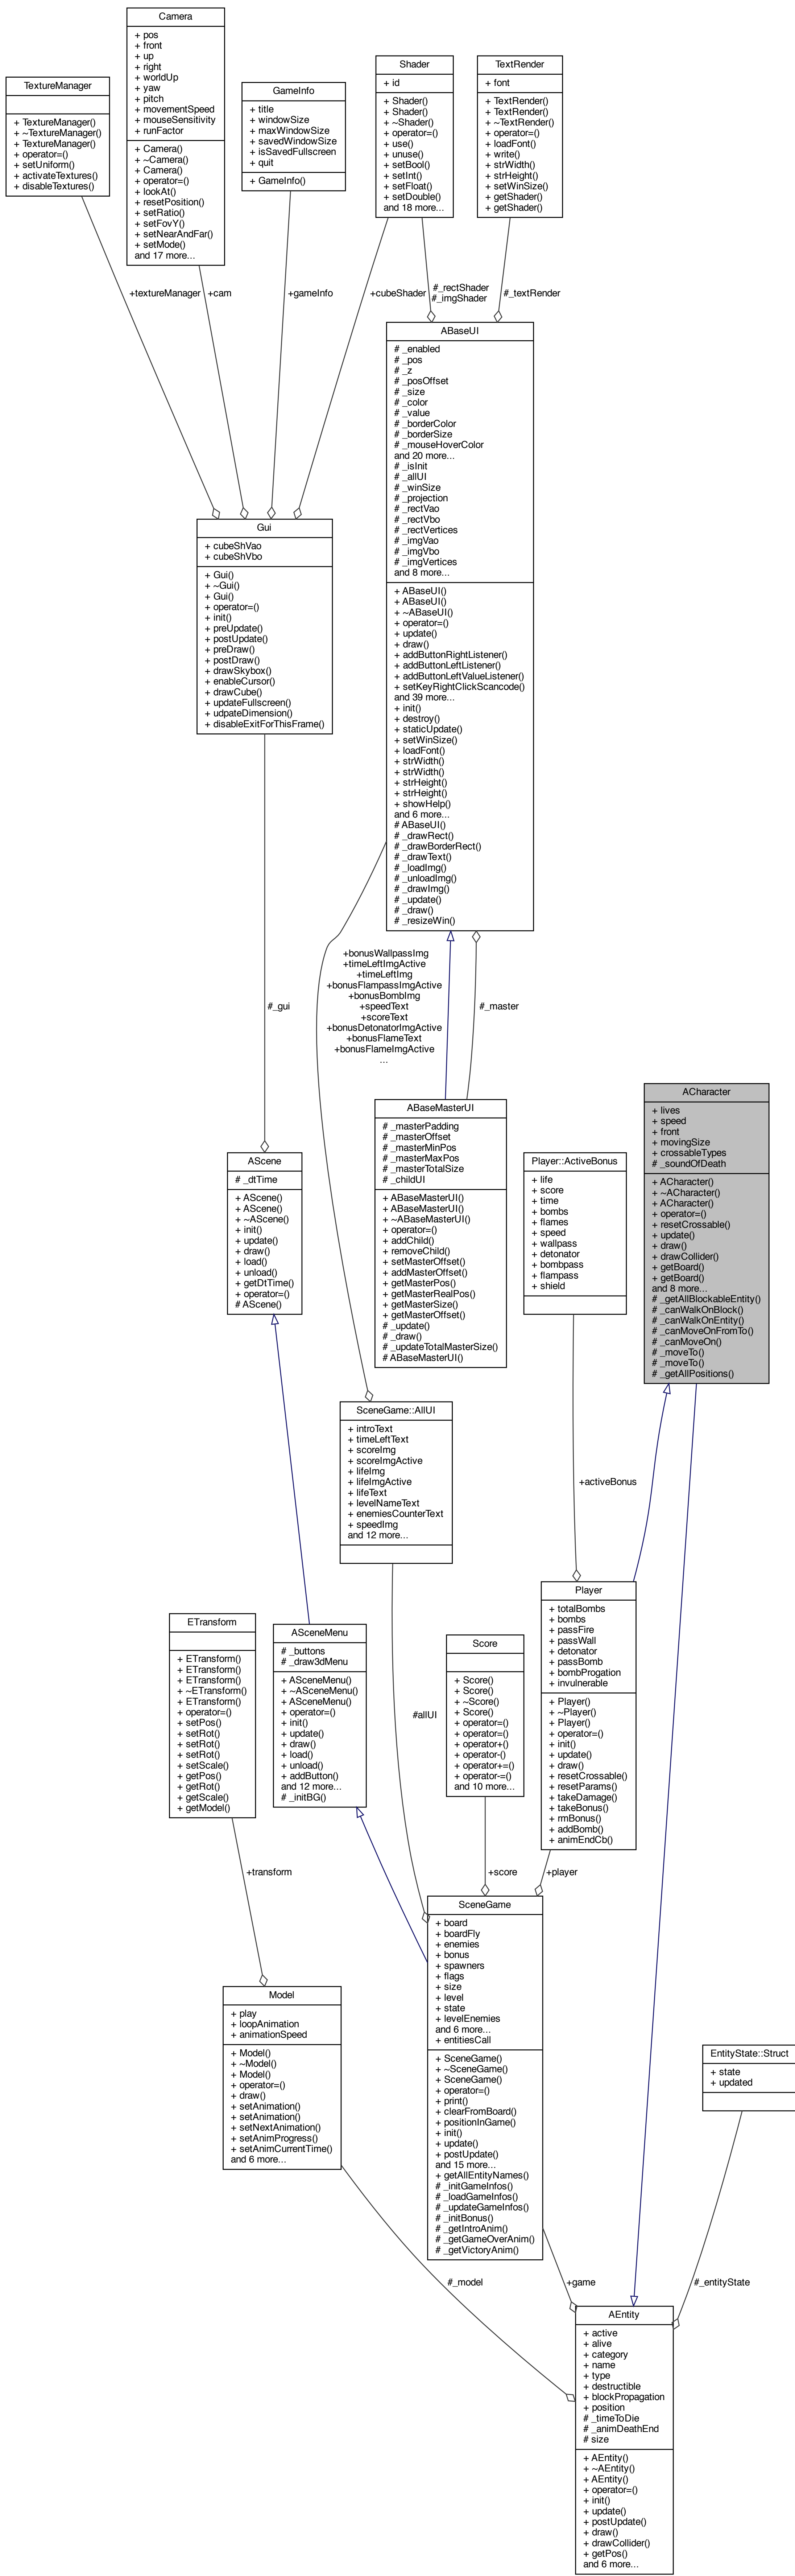 Camera
+ pos
+ front
+ up
+ right
+ worldUp
+ yaw
+ pitch
+ movementSpeed
+ mouseSensitivity
+ runFactor
+ Camera()
+ ~Camera()
+ Camera()
+ operator=()
+ lookAt()
+ resetPosition()
+ setRatio()
+ setFovY()
+ setNearAndFar()
+ setMode()
and 17 more...
TextureManager
+ TextureManager()
+ ~TextureManager()
+ TextureManager()
+ operator=()
+ setUniform()
+ activateTextures()
+ disableTextures()
GameInfo
+ title
+ windowSize
+ maxWindowSize
+ savedWindowSize
+ isSavedFullscreen
+ quit
+ GameInfo()
Shader
+ id
+ Shader()
+ Shader()
+ ~Shader()
+ operator=()
+ use()
+ unuse()
+ setBool()
+ setInt()
+ setFloat()
+ setDouble()
and 18 more...
TextRender
+ font
+ TextRender()
+ TextRender()
+ ~TextRender()
+ operator=()
+ loadFont()
+ write()
+ strWidth()
+ strHeight()
+ setWinSize()
+ getShader()
+ getShader()
+textureManager
+cam
+gameInfo
+cubeShader
#_rectShader
#_imgShader
#_textRender
ABaseUI
# _enabled
# _pos
# _z
# _posOffset
# _size
# _color
# _value
# _borderColor
# _borderSize
# _mouseHoverColor
and 20 more...
# _isInit
# _allUI
# _winSize
# _projection
# _rectVao
# _rectVbo
# _rectVertices
# _imgVao
# _imgVbo
# _imgVertices
and 8 more...
+ ABaseUI()
+ ABaseUI()
+ ~ABaseUI()
+ operator=()
+ update()
+ draw()
+ addButtonRightListener()
+ addButtonLeftListener()
+ addButtonLeftValueListener()
+ setKeyRightClickScancode()
and 39 more...
+ init()
+ destroy()
+ staticUpdate()
+ setWinSize()
+ loadFont()
+ strWidth()
+ strWidth()
+ strHeight()
+ strHeight()
+ showHelp()
and 6 more...
# ABaseUI()
# _drawRect()
# _drawBorderRect()
# _drawText()
# _loadImg()
# _unloadImg()
# _drawImg()
# _update()
# _draw()
# _resizeWin()
Gui
+ cubeShVao
+ cubeShVbo
+ Gui()
+ ~Gui()
+ Gui()
+ operator=()
+ init()
+ preUpdate()
+ postUpdate()
+ preDraw()
+ postDraw()
+ drawSkybox()
+ enableCursor()
+ drawCube()
+ updateFullscreen()
+ udpateDimension()
+ disableExitForThisFrame()
+bonusWallpassImg
+timeLeftImgActive
+timeLeftImg
+bonusFlampassImgActive
+bonusBombImg
+speedText
+scoreText
+bonusDetonatorImgActive
+bonusFlameText
+bonusFlameImgActive
...
#_gui
#_master
ABaseMasterUI
# _masterPadding
# _masterOffset
# _masterMinPos
# _masterMaxPos
# _masterTotalSize
# _childUI
+ ABaseMasterUI()
+ ABaseMasterUI()
+ ~ABaseMasterUI()
+ operator=()
+ addChild()
+ removeChild()
+ setMasterOffset()
+ addMasterOffset()
+ getMasterPos()
+ getMasterRealPos()
+ getMasterSize()
+ getMasterOffset()
# _update()
# _draw()
# _updateTotalMasterSize()
# ABaseMasterUI()
ACharacter
+ lives
+ speed
+ front
+ movingSize
+ crossableTypes
# _soundOfDeath
+ ACharacter()
+ ~ACharacter()
+ ACharacter()
+ operator=()
+ resetCrossable()
+ update()
+ draw()
+ drawCollider()
+ getBoard()
+ getBoard()
and 8 more...
# _getAllBlockableEntity()
# _canWalkOnBlock()
# _canWalkOnEntity()
# _canMoveOnFromTo()
# _canMoveOn()
# _moveTo()
# _moveTo()
# _getAllPositions()
AScene
# _dtTime
+ AScene()
+ AScene()
+ ~AScene()
+ init()
+ update()
+ draw()
+ load()
+ unload()
+ getDtTime()
+ operator=()
# AScene()
Player::ActiveBonus
+ life
+ score
+ time
+ bombs
+ flames
+ speed
+ wallpass
+ detonator
+ bombpass
+ flampass
+ shield
SceneGame::AllUI
+ introText
+ timeLeftText
+ scoreImg
+ scoreImgActive
+ lifeImg
+ lifeImgActive
+ lifeText
+ levelNameText
+ enemiesCounterText
+ speedImg
and 12 more...
+activeBonus
Player
+ totalBombs
+ bombs
+ passFire
+ passWall
+ detonator
+ passBomb
+ bombProgation
+ invulnerable
+ Player()
+ ~Player()
+ Player()
+ operator=()
+ init()
+ update()
+ draw()
+ resetCrossable()
+ resetParams()
+ takeDamage()
+ takeBonus()
+ rmBonus()
+ addBomb()
+ animEndCb()
ETransform
+ ETransform()
+ ETransform()
+ ETransform()
+ ~ETransform()
+ ETransform()
+ operator=()
+ setPos()
+ setRot()
+ setRot()
+ setRot()
+ setScale()
+ getPos()
+ getRot()
+ getScale()
+ getModel()
ASceneMenu
# _buttons
# _draw3dMenu
+ ASceneMenu()
+ ~ASceneMenu()
+ ASceneMenu()
+ operator=()
+ init()
+ update()
+ draw()
+ load()
+ unload()
+ addButton()
and 12 more...
# _initBG()
Score
+ Score()
+ Score()
+ ~Score()
+ Score()
+ operator=()
+ operator=()
+ operator+()
+ operator-()
+ operator+=()
+ operator-=()
and 10 more...
#allUI
+transform
+score
+player
SceneGame
+ board
+ boardFly
+ enemies
+ bonus
+ spawners
+ flags
+ size
+ level
+ state
+ levelEnemies
and 6 more...
+ entitiesCall
+ SceneGame()
+ ~SceneGame()
+ SceneGame()
+ operator=()
+ print()
+ clearFromBoard()
+ positionInGame()
+ init()
+ update()
+ postUpdate()
and 15 more...
+ getAllEntityNames()
# _initGameInfos()
# _loadGameInfos()
# _updateGameInfos()
# _initBonus()
# _getIntroAnim()
# _getGameOverAnim()
# _getVictoryAnim()
Model
+ play
+ loopAnimation
+ animationSpeed
+ Model()
+ ~Model()
+ Model()
+ operator=()
+ draw()
+ setAnimation()
+ setAnimation()
+ setNextAnimation()
+ setAnimProgress()
+ setAnimCurrentTime()
and 6 more...
EntityState::Struct
+ state
+ updated
#_model
+game
#_entityState
AEntity
+ active
+ alive
+ category
+ name
+ type
+ destructible
+ blockPropagation
+ position
# _timeToDie
# _animDeathEnd
# size
+ AEntity()
+ ~AEntity()
+ AEntity()
+ operator=()
+ init()
+ update()
+ postUpdate()
+ draw()
+ drawCollider()
+ getPos()
and 6 more...